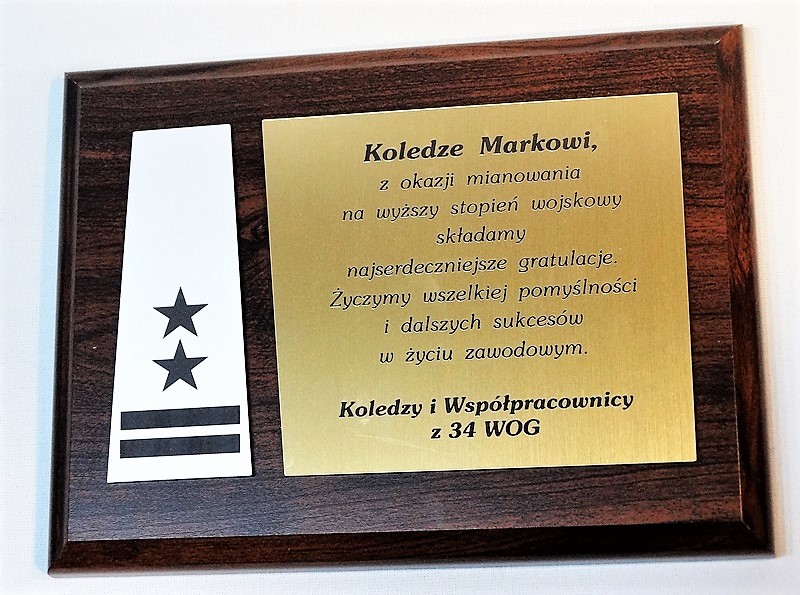 Koledze Markowi,
z okazji mianowania
na wyższy stopień wojskowy
składamy
najserdeczniejsze gratulacje.
Życzymy wszelkiej pomyślności
i dalszych sukcesów
w życiu zawodowym.
Koledzy i Współpracownicy
z 34 WOG